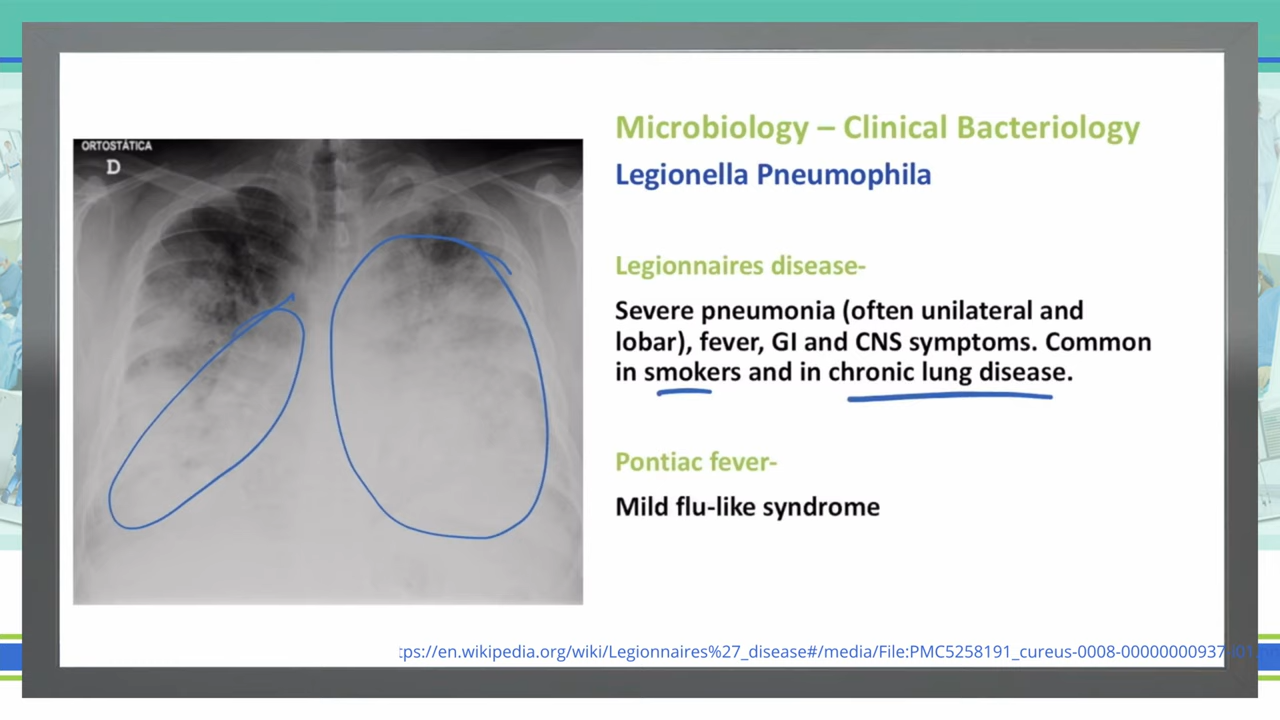 ORTOSTÁTICA
D
Microbiology – Clinical Bacteriology
Legionella Pneumophila
Legionnaires disease-
Severe pneumonia (often unilateral and
lobar), fever, GI and CNS symptoms. Common
in smokers and in chronic lung disease.
Pontiac fever-
Mild flu-like syndrome
tps://en.wikipedia.org/wiki/Legionnaires%27_disease#/media/File:PMC5258191_cureus-0008-00000000937